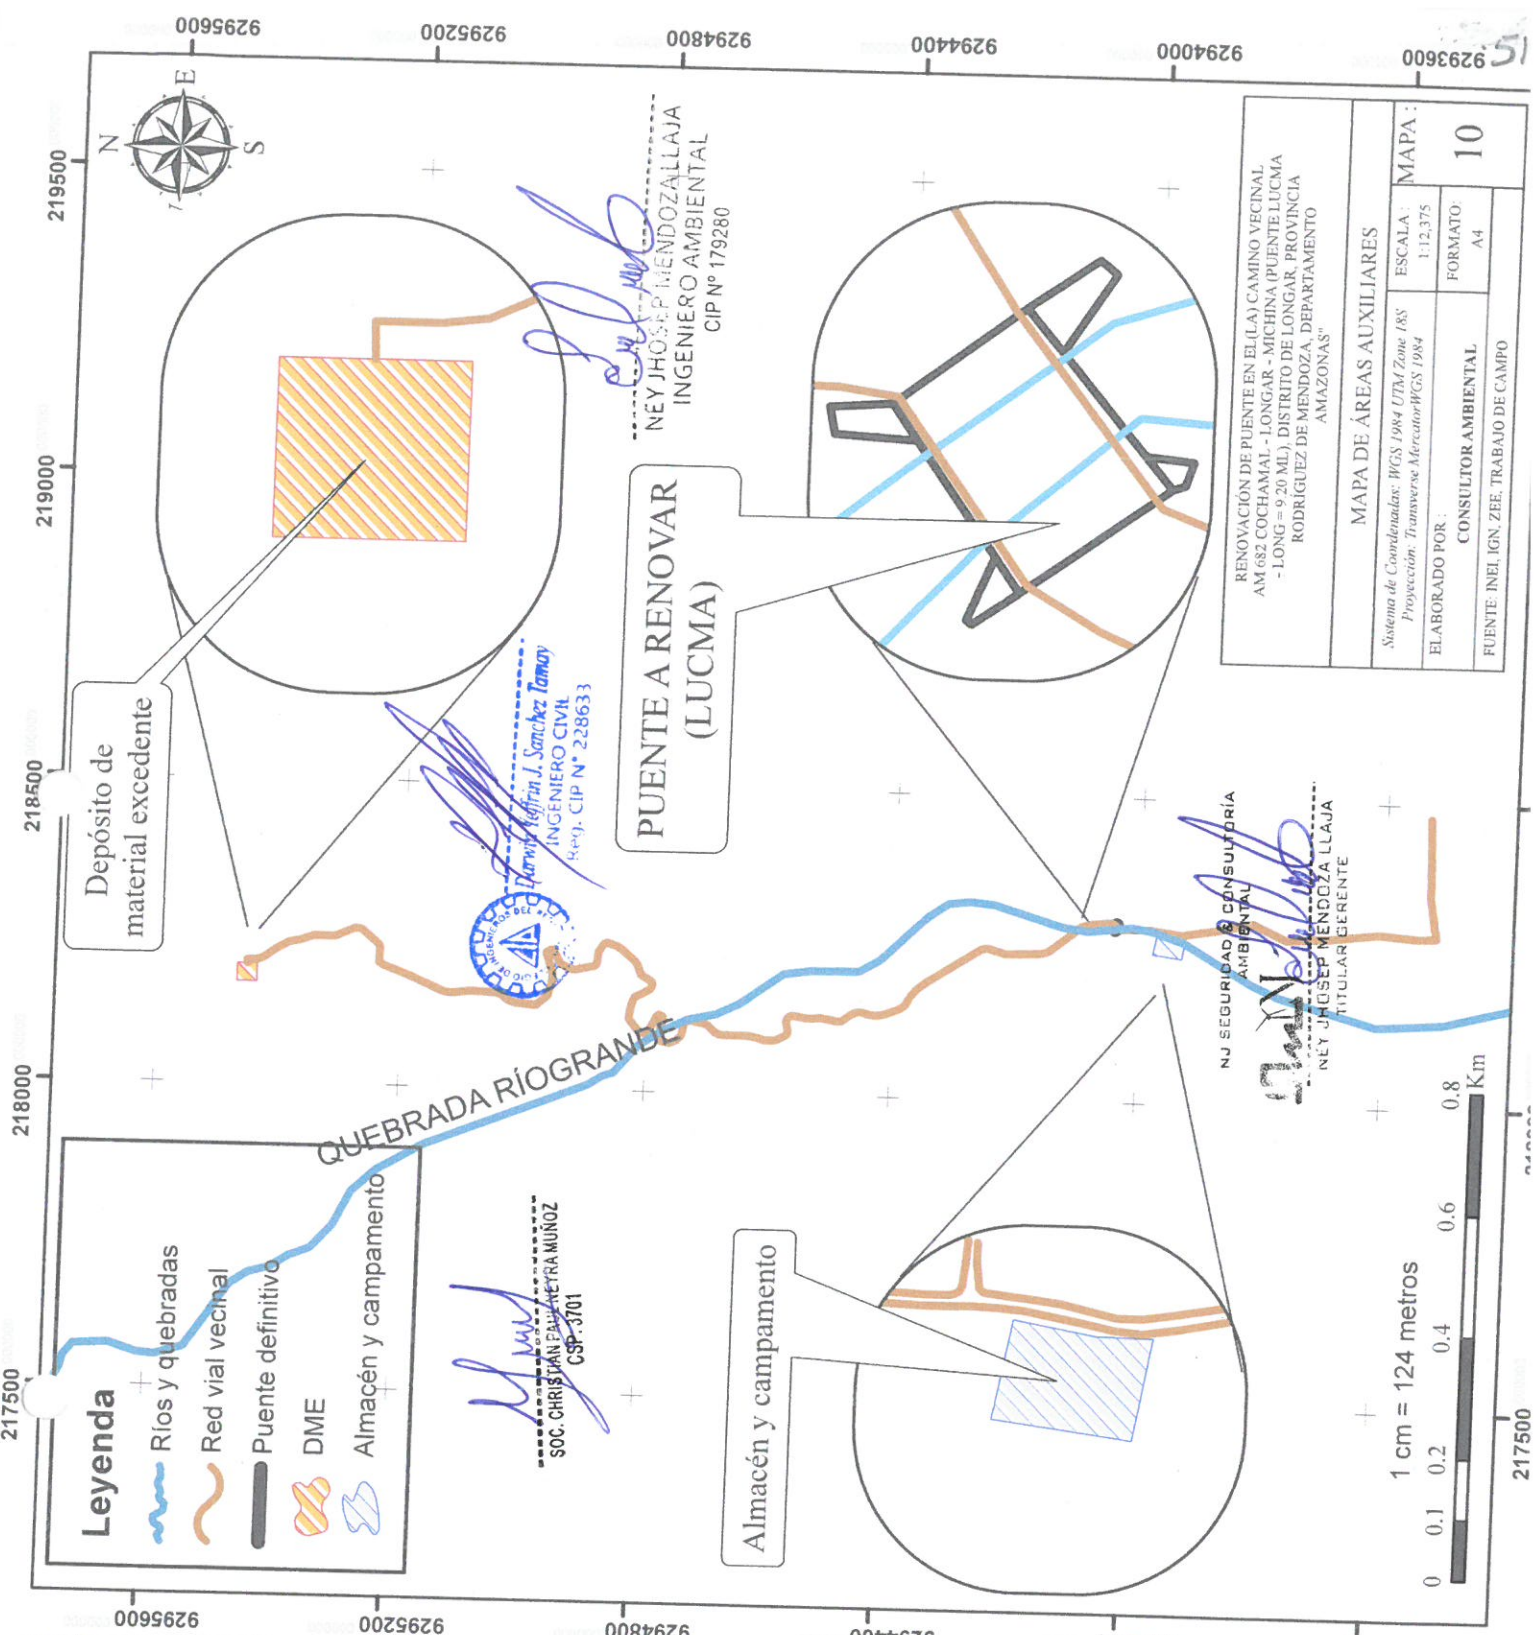 219500
219000
218500
218000
217500
9295600
9295200
9294800
9294400
9294000
9293600
51
N
E
S
Depósito de
material excedente
NEY JHOSEP MENDOZA LLAJA
INGENIERO AMBIENTAL
CIP Nº 179280
Darwin Yeffrin J. Sanchez Tamay
INGENIERO CIVIL
Reg. CIP N° 228633
PUENTE A RENOVAR
(LUCMA)
QUEBRADA RÍOGRANDE
Leyenda
Ríos y quebradas
Red vial vecinal
Puente definitivo
DME
Almacén y campamento
SOC. CHRISTIAN PAUL NEYRA MUÑOZ
CSP. 3701
Almacén y campamento
NJ SEGURIDAD & CONSULTORÍA
AMBIENTAL
NEY JHOSEP MENDOZA LLAJA
TITULAR GERENTE
RENOVACIÓN DE PUENTE EN EL(LA) CAMINO VECINAL
AM 682 COCHAMAL - LONGAR - MICHINA (PUENTE LUCMA
- LONG = 9.20 ML), DISTRITO DE LONGAR, PROVINCIA
RODRÍGUEZ DE MENDOZA, DEPARTAMENTO
AMAZONAS"
MAPA DE ÁREAS AUXILIARES
Sistema de Coordenadas: WGS 1984 UTM Zone 18S
Proyección: Transverse Mercator WGS 1984
ESCALA :
1:12,375
MAPA :
10
ELABORADO POR :
CONSULTOR AMBIENTAL
FORMATO:
A4
FUENTE: INEI, IGN, ZEE, TRABAJO DE CAMPO
1 cm = 124 metros
0 0.1 0.2 0.4 0.6 0.8
Km
9295600
9295200
9294800
217500